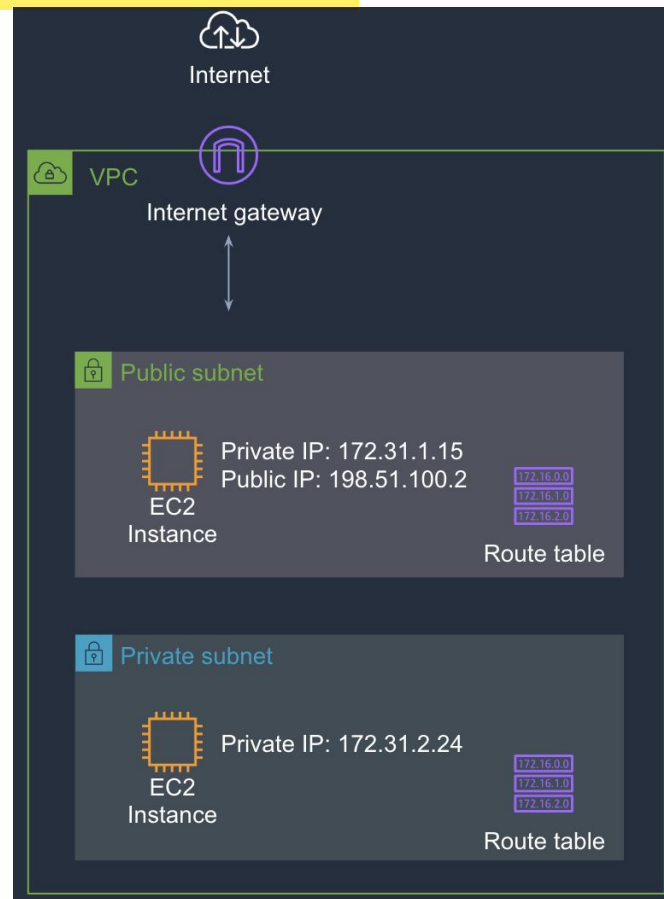 Internet
VPC
Internet gateway
Public subnet
Private IP: 172.31.1.15
Public IP: 198.51.100.2
EC2
Instance
172.16.0.0
172.16.1.0
172.16.2.0
Route table
Private subnet
Private IP: 172.31.2.24
EC2
Instance
172.16.0.0
172.16.1.0
172.16.2.0
Route table